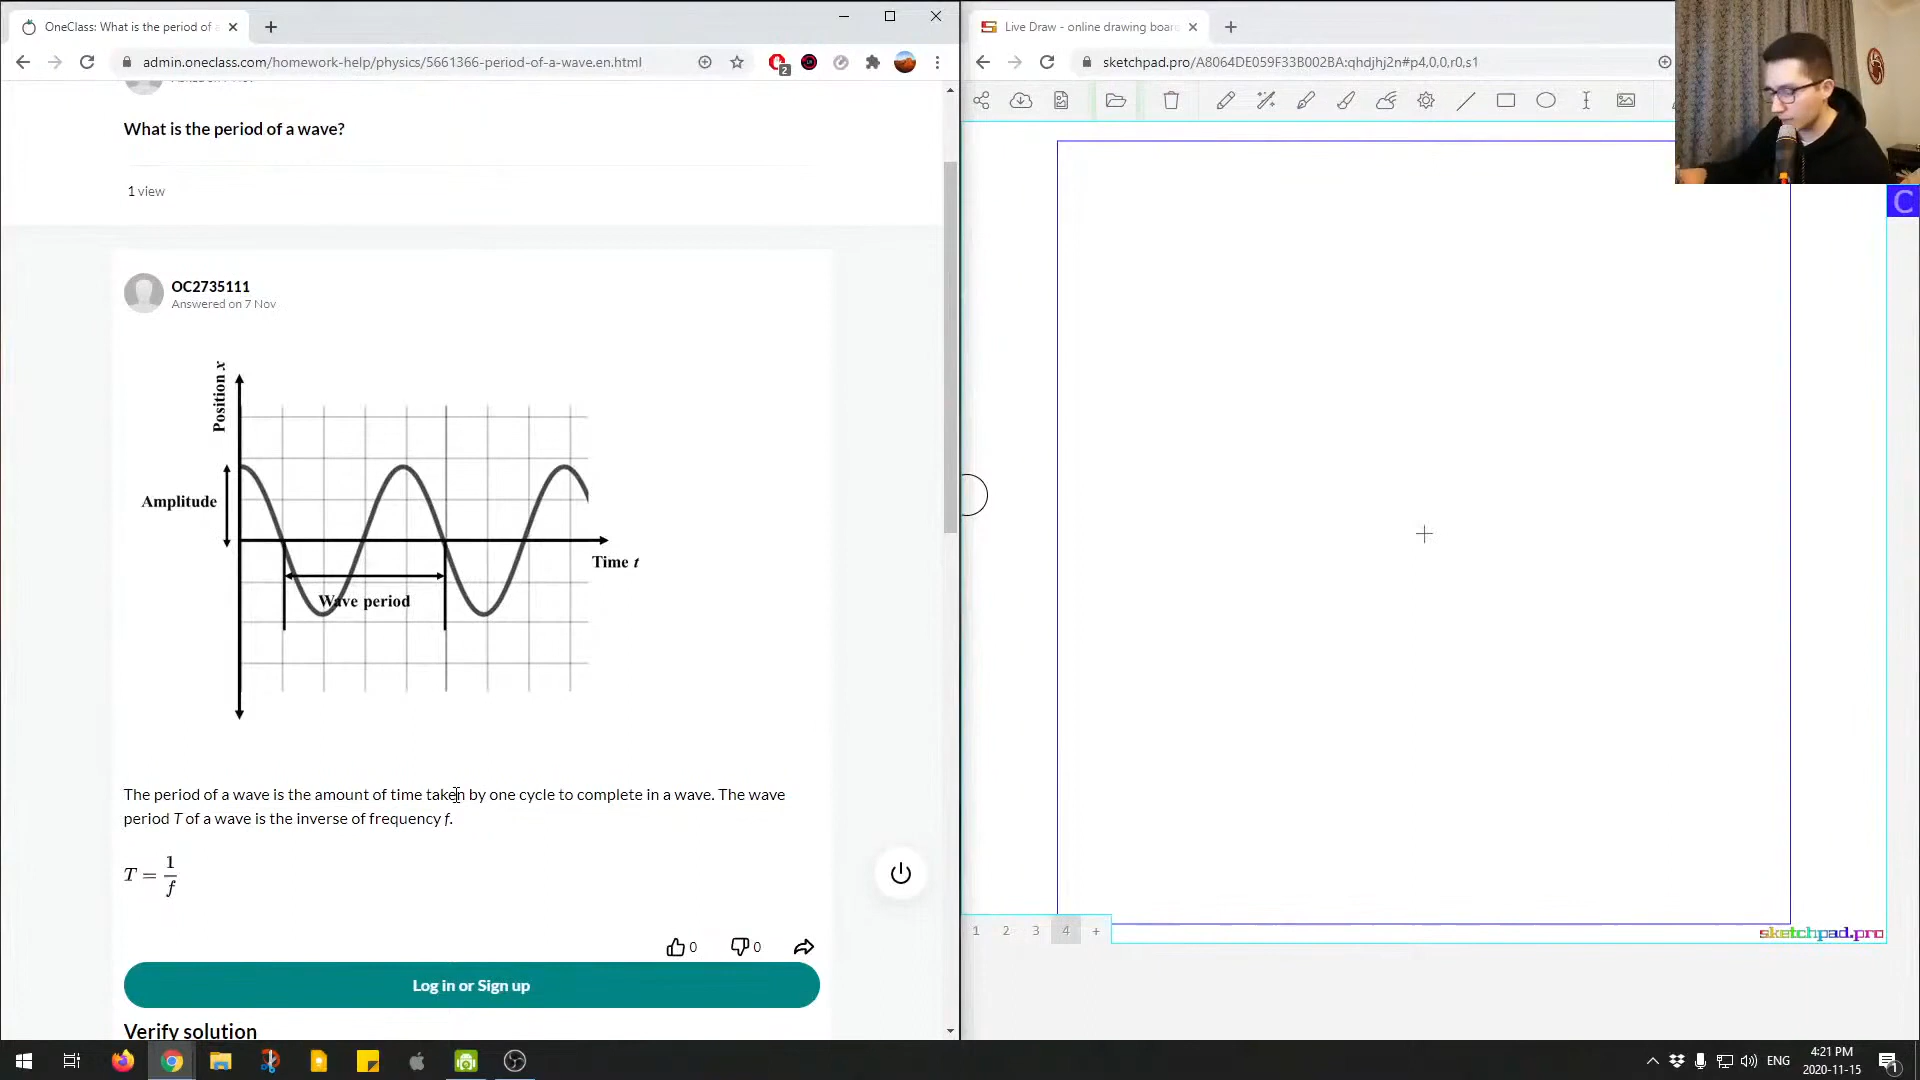 OneClass: What is the period of a
admin.oneclass.com/homework-help/physics/5661366-period-of-a-wave.en.html
2
What is the period of a wave?
1 view
OC2735111
Answered on 7 Nov
Position x
Amplitude
Time t
Wave period
The period of a wave is the amount of time taken by one cycle to complete in a wave. The wave
period T of a wave is the inverse of frequency f.
T = 1/f
0
0
Log in or Sign up
Verify solution
Live Draw - online drawing board
sketchpad.pro/A8064DE059F33B002BA:qhdjhj2n#p4,0,0,r0,s1
C
1 2 3 4 +
sketchpad.pro
ENG
4:21 PM
2020-11-15
1